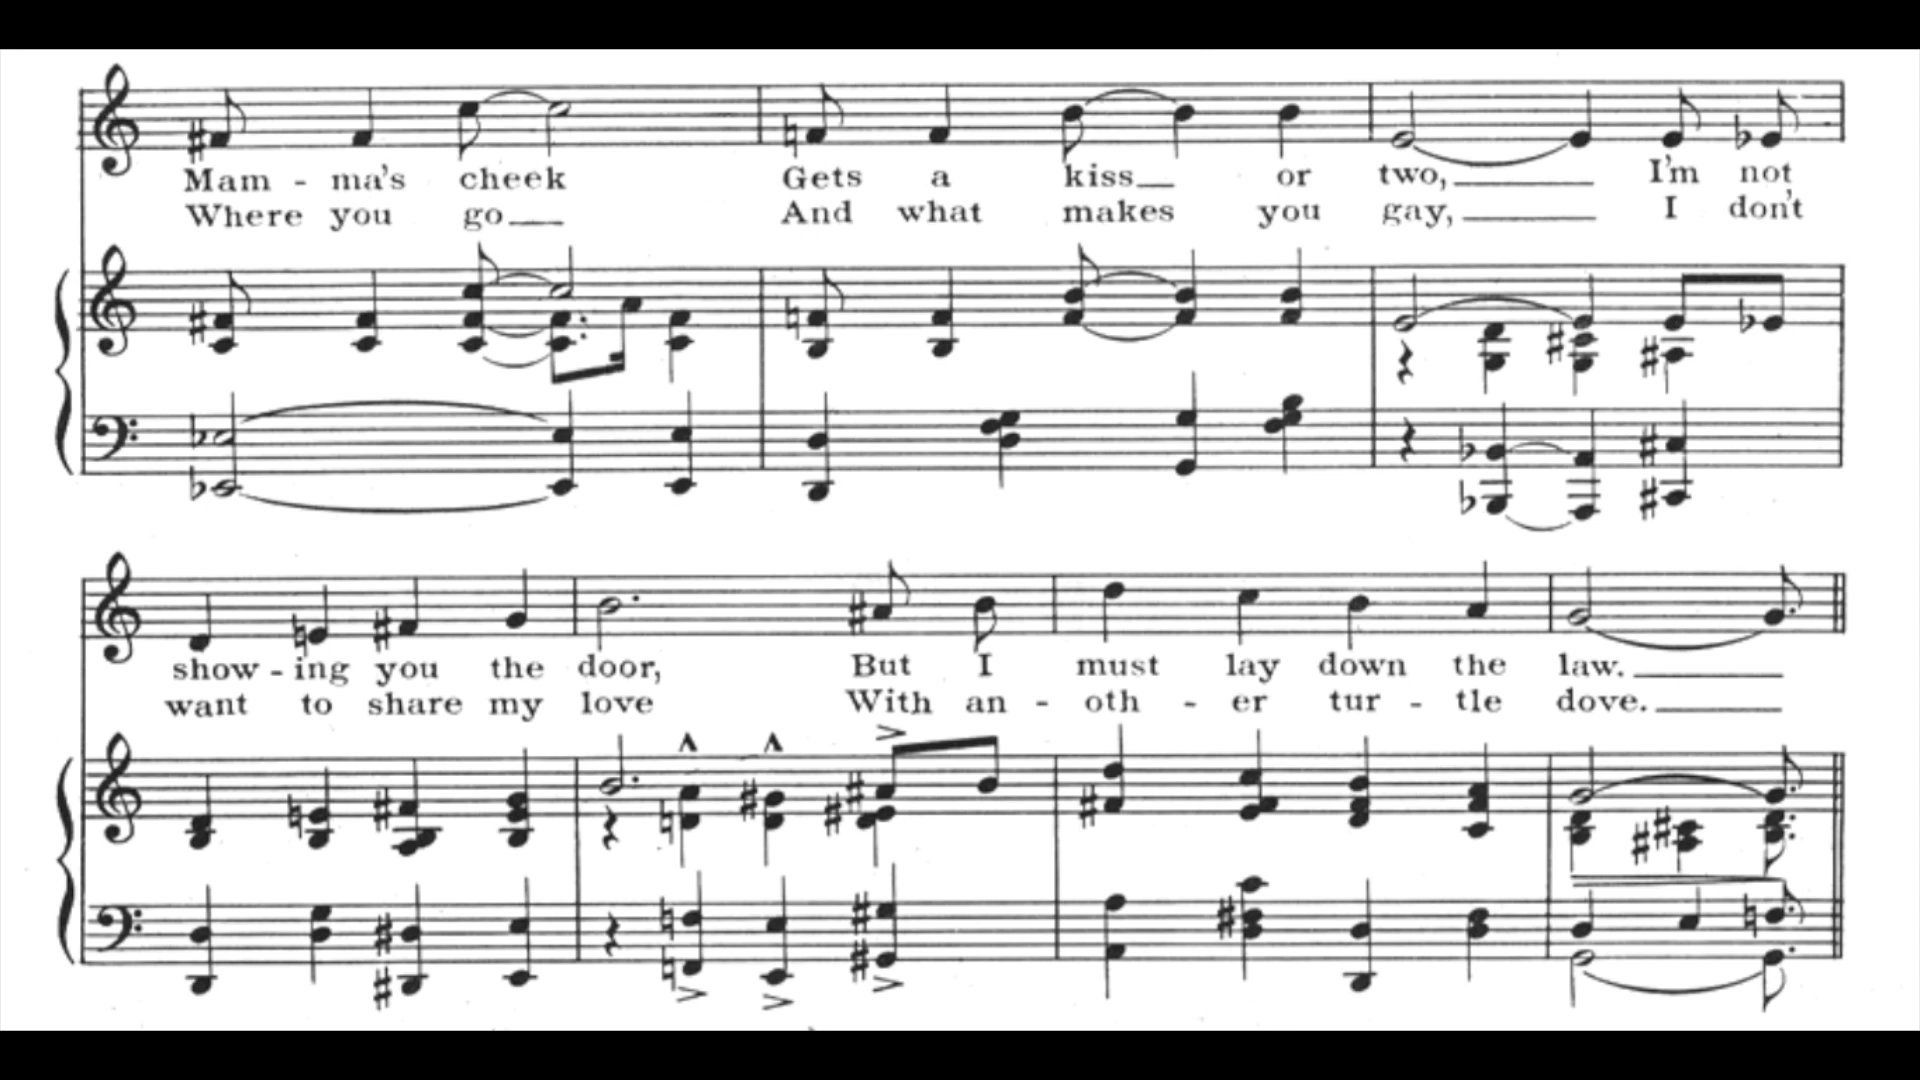 Mam - ma's cheek Gets a kiss or two, I'm not
Where you go And what makes you gay, I don't
show - ing you the door, But I must lay down the law.
want to share my love With an - oth - er tur - tle dove.